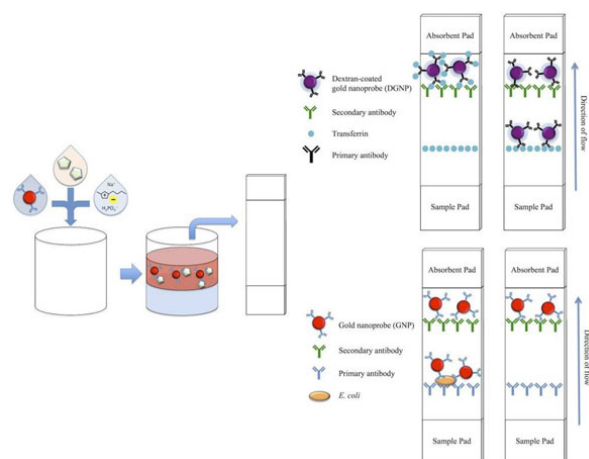 Absorbent Pad
Absorbent Pad
Dextran-coated
gold nanoprobe (DGNP)
Secondary antibody
Transferrin
Primary antibody
Direction of flow
Sample Pad
Sample Pad
Na⁺
H₂PO₄⁻
Absorbent Pad
Absorbent Pad
Gold nanoprobe (GNP)
Secondary antibody
Primary antibody
E. coli
Direction of flow
Sample Pad
Sample Pad